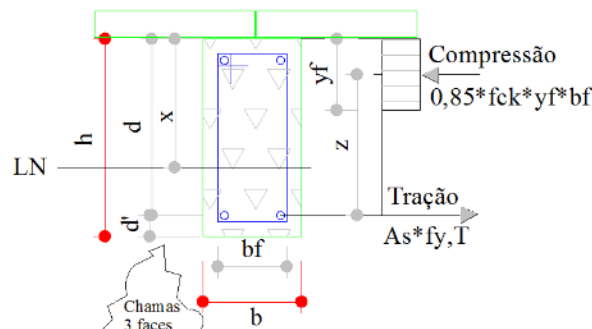 Compressão
0,85*fck*yf*bf
yf
h
d
x
z
LN
Tração
As*fy,T
d'
bf
b
Chamas
3 faces